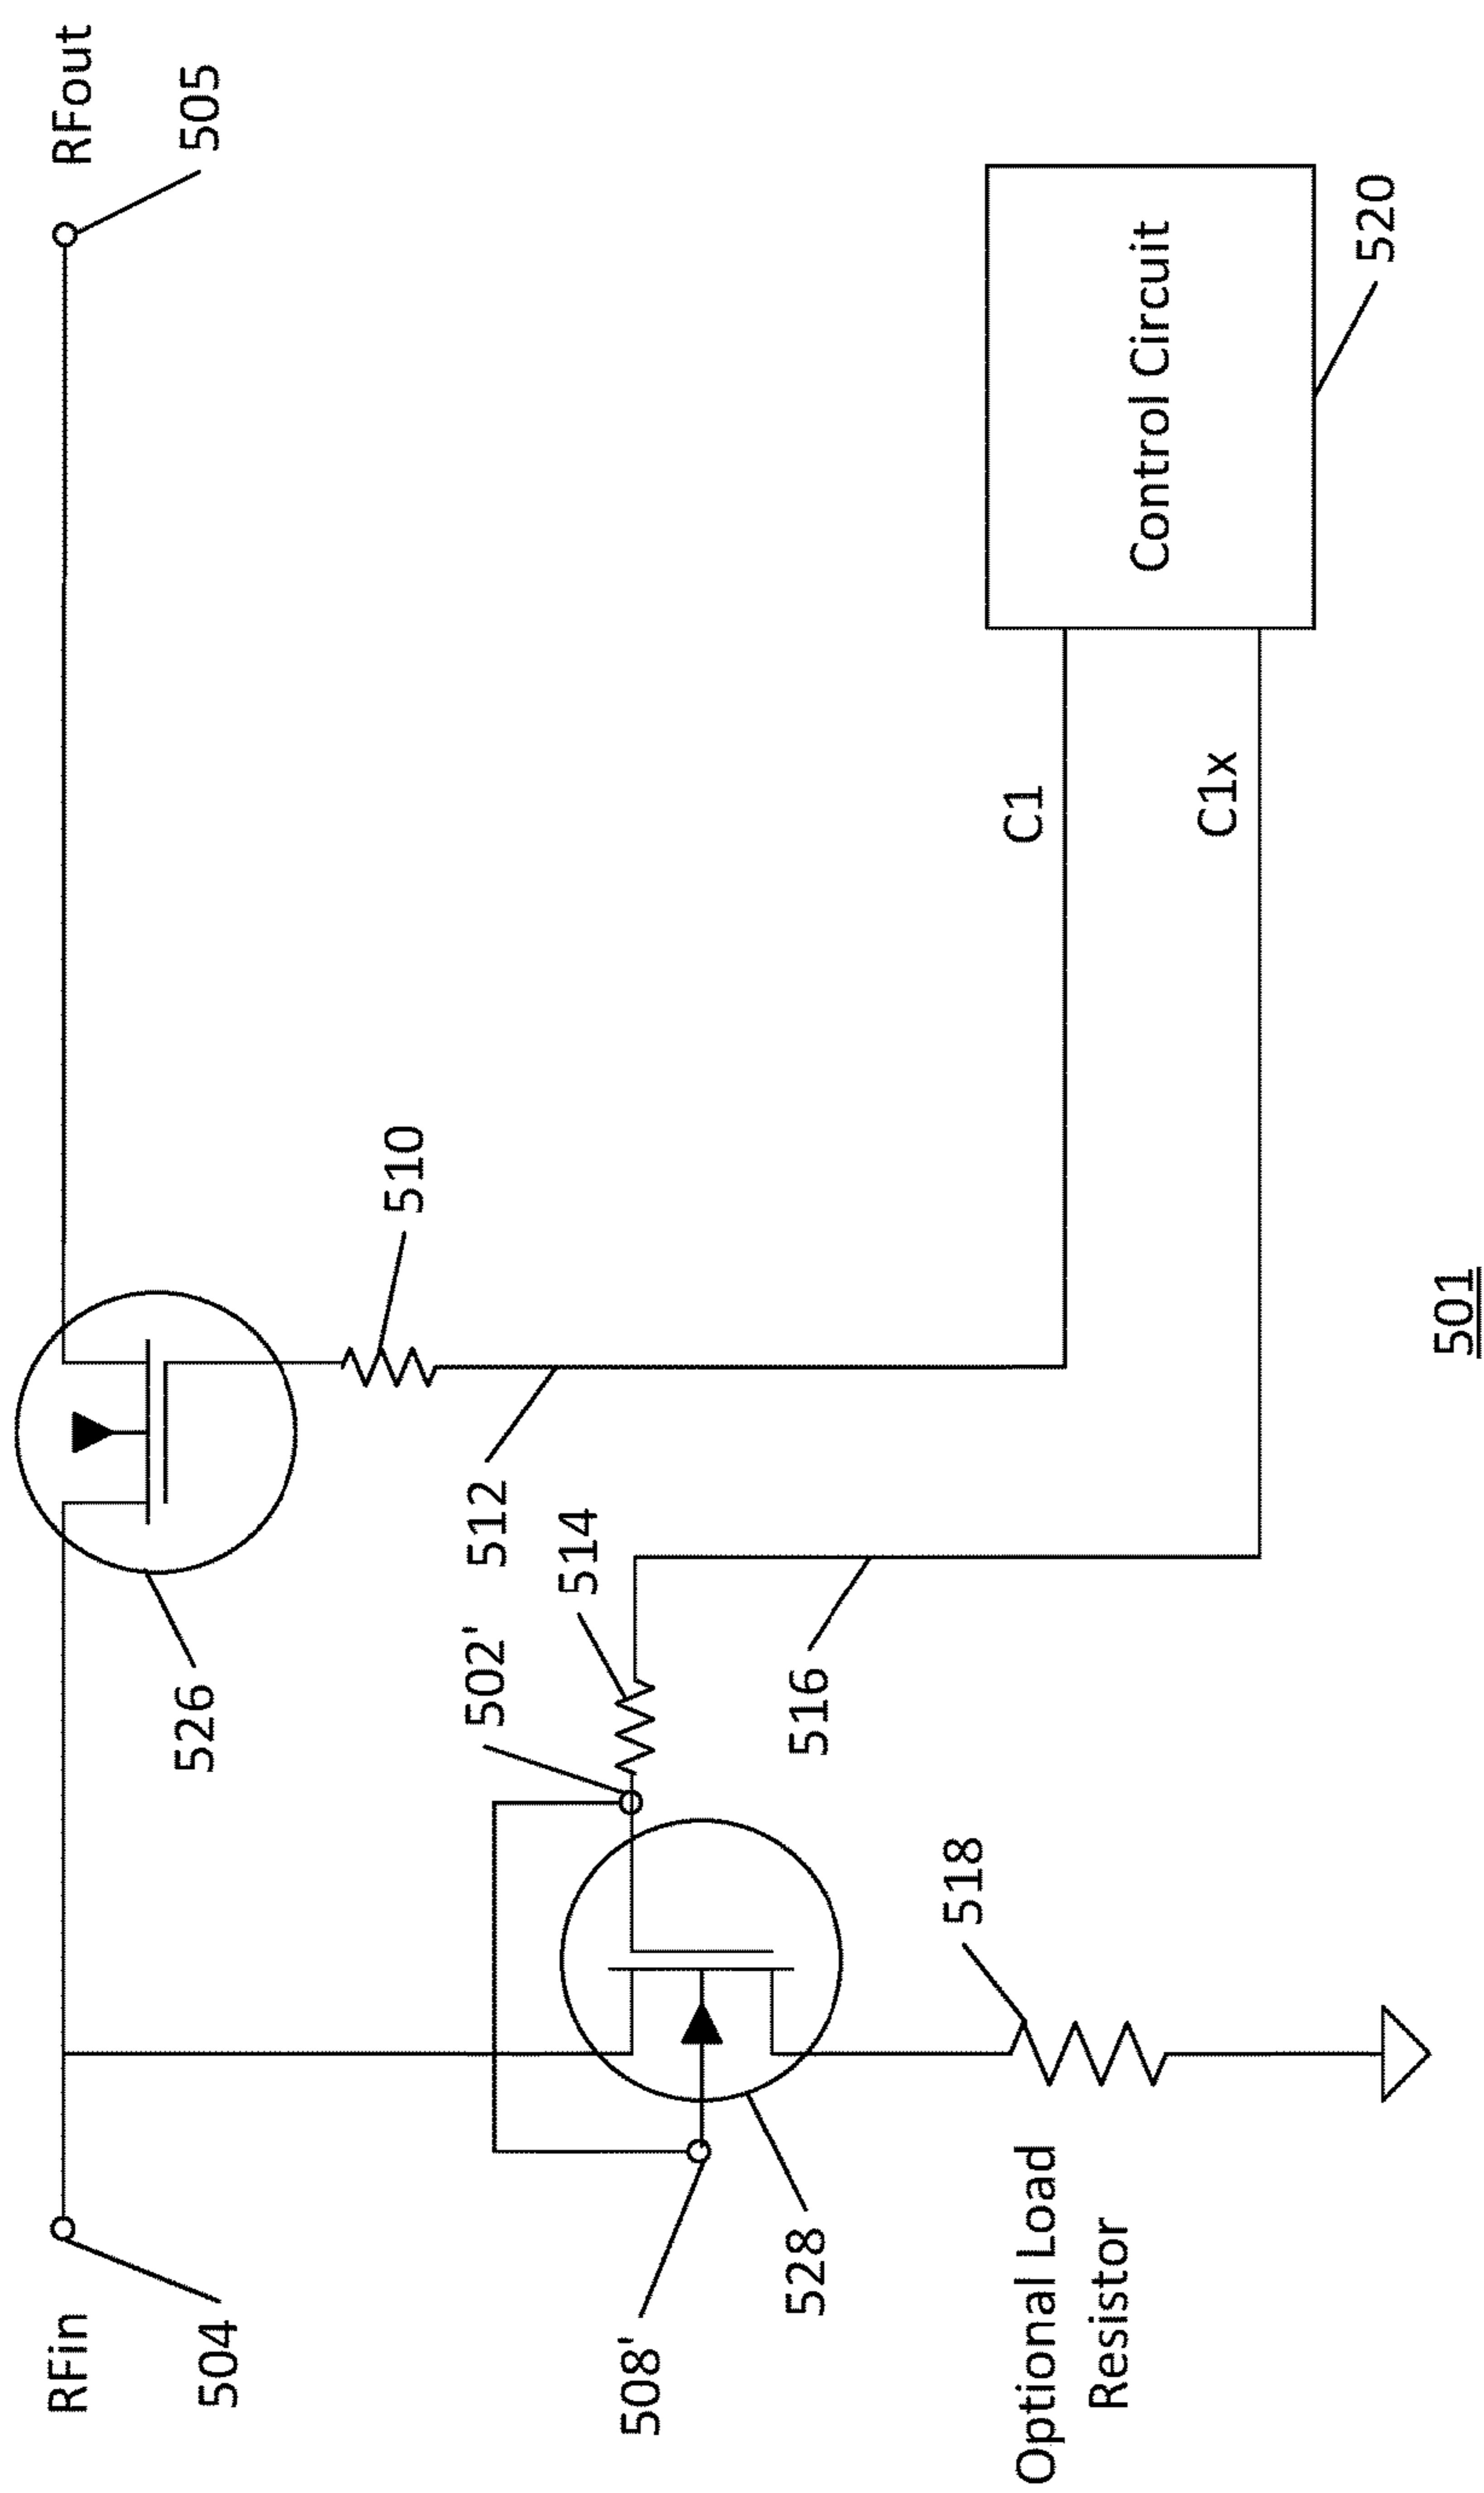 RFin
504
526
RFout
505
508'
528
502'
514
512
510
516
518
Optional Load
Resistor
C1
C1x
Control Circuit
520
501